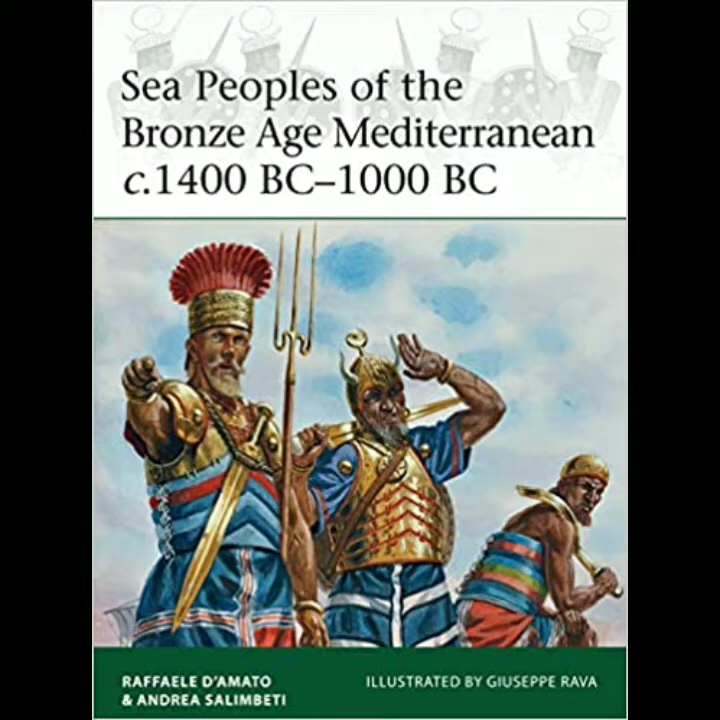 Sea Peoples of the
Bronze Age Mediterranean
c.1400 BC–1000 BC
RAFFAELE D'AMATO
& ANDREA SALIMBETI
ILLUSTRATED BY GIUSEPPE RAVA